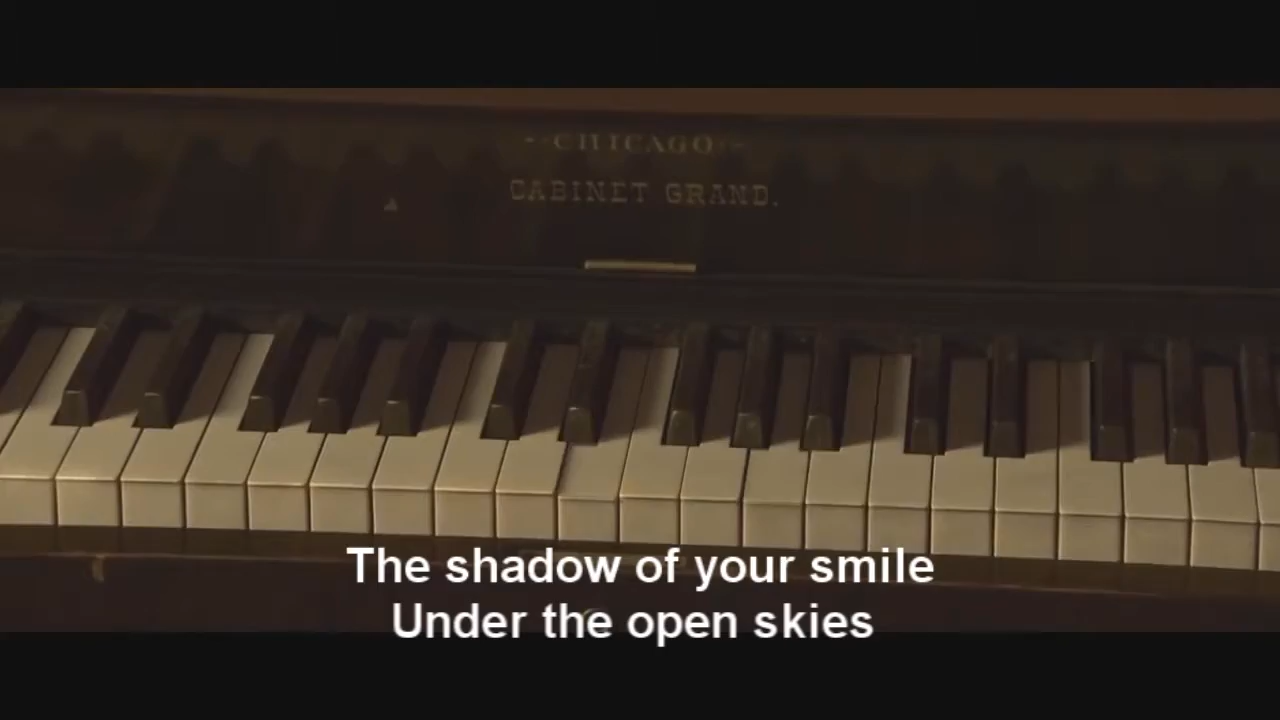 CHICAGO
CABINET GRAND.
The shadow of your smile
Under the open skies